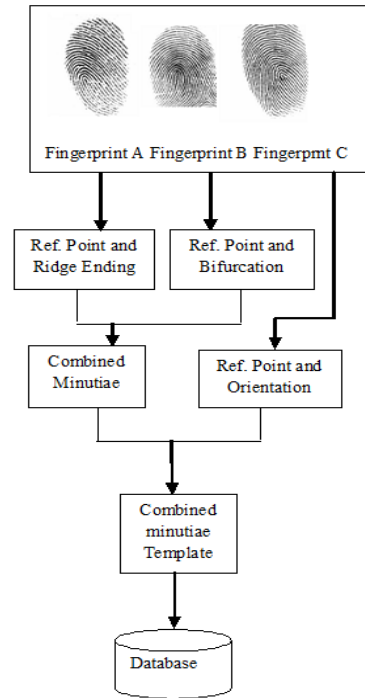 Fingerprint A Fingerprint B Fingerprint C
Ref. Point and
Ridge Ending
Ref. Point and
Bifurcation
Combined
Minutiae
Ref. Point and
Orientation
Combined
minutiae
Template
Database